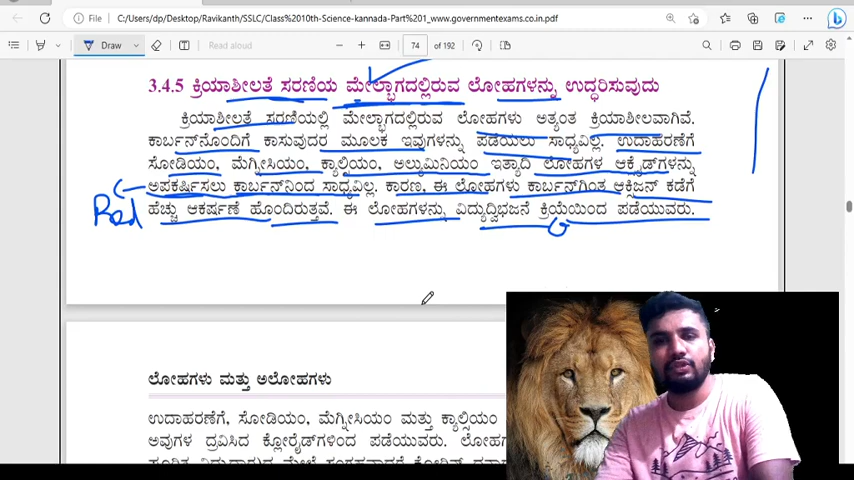 File | C:/Users/dp/Desktop/Ravikanth/SSLC/Class%2010th-Science-kannada-Part%201_www.governmentexams.co.in.pdf
Draw
Read aloud
74 of 192
3.4.5 ಕ್ರಿಯಾಶೀಲತೆ ಸರಣಿಯ ಮೇಲ್ಭಾಗದಲ್ಲಿರುವ ಲೋಹಗಳನ್ನು ಉದ್ಧರಿಸುವುದು
ಕ್ರಿಯಾಶೀಲತೆ ಸರಣಿಯಲ್ಲಿ ಮೇಲ್ಭಾಗದಲ್ಲಿರುವ ಲೋಹಗಳು ಅತ್ಯಂತ ಕ್ರಿಯಾಶೀಲವಾಗಿವೆ.
ಕಾರ್ಬನ್‌ನೊಂದಿಗೆ ಕಾಸುವುದರ ಮೂಲಕ ಇವುಗಳನ್ನು ಪಡೆಯಲು ಸಾಧ್ಯವಿಲ್ಲ. ಉದಾಹರಣೆಗೆ
ಸೋಡಿಯಂ, ಮೆಗ್ನೀಸಿಯಂ, ಕ್ಯಾಲ್ಸಿಯಂ, ಅಲ್ಯುಮಿನಿಯಂ ಇತ್ಯಾದಿ ಲೋಹಗಳ ಆಕ್ಸೈಡ್‌ಗಳನ್ನು
ಅಪಕರ್ಷಿಸಲು ಕಾರ್ಬನ್‌ನಿಂದ ಸಾಧ್ಯವಿಲ್ಲ. ಕಾರಣ, ಈ ಲೋಹಗಳು ಕಾರ್ಬನ್‌ಗಿಂತ ಆಕ್ಸಿಜನ್ ಕಡೆಗೆ
Red
ಹೆಚ್ಚು ಆಕರ್ಷಣೆ ಹೊಂದಿರುತ್ತವೆ. ಈ ಲೋಹಗಳನ್ನು ವಿದ್ಯುದ್ವಿಭಜನೆ ಕ್ರಿಯೆಯಿಂದ ಪಡೆಯುವರು.
ಲೋಹಗಳು ಮತ್ತು ಅಲೋಹಗಳು
ಉದಾಹರಣೆಗೆ, ಸೋಡಿಯಂ, ಮೆಗ್ನೀಸಿಯಂ ಮತ್ತು ಕ್ಯಾಲ್ಸಿಯಂ
ಅವುಗಳ ದ್ರವಿಸಿದ ಕ್ಲೋರೈಡ್‌ಗಳಿಂದ ಪಡೆಯುವರು.